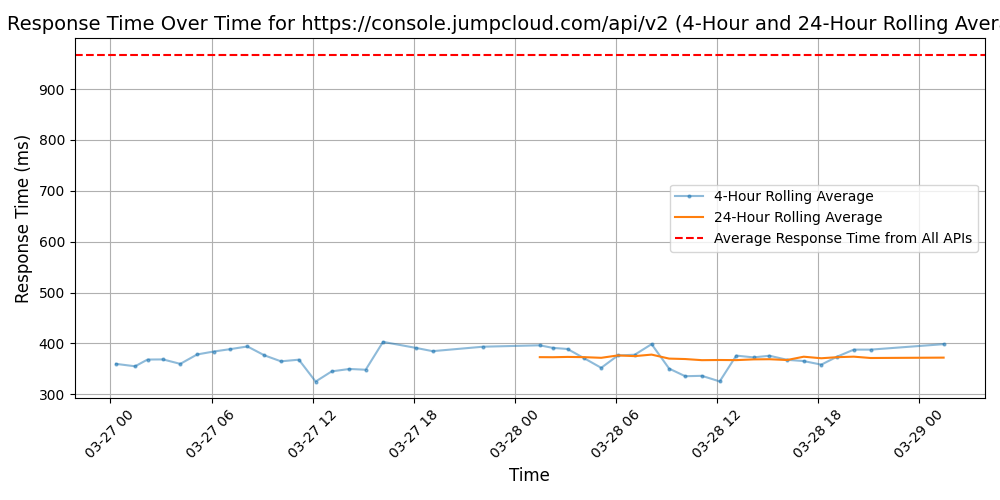 Response Time Over Time for https://console.jumpcloud.com/api/v2 (4-Hour and 24-Hour Rolling Avera
Response Time (ms)
900
800
700
600
500
400
300
4-Hour Rolling Average
24-Hour Rolling Average
Average Response Time from All APIs
03-27 00
03-27 06
03-27 12
03-27 18
03-28 00
03-28 06
03-28 12
03-28 18
03-29 00
Time